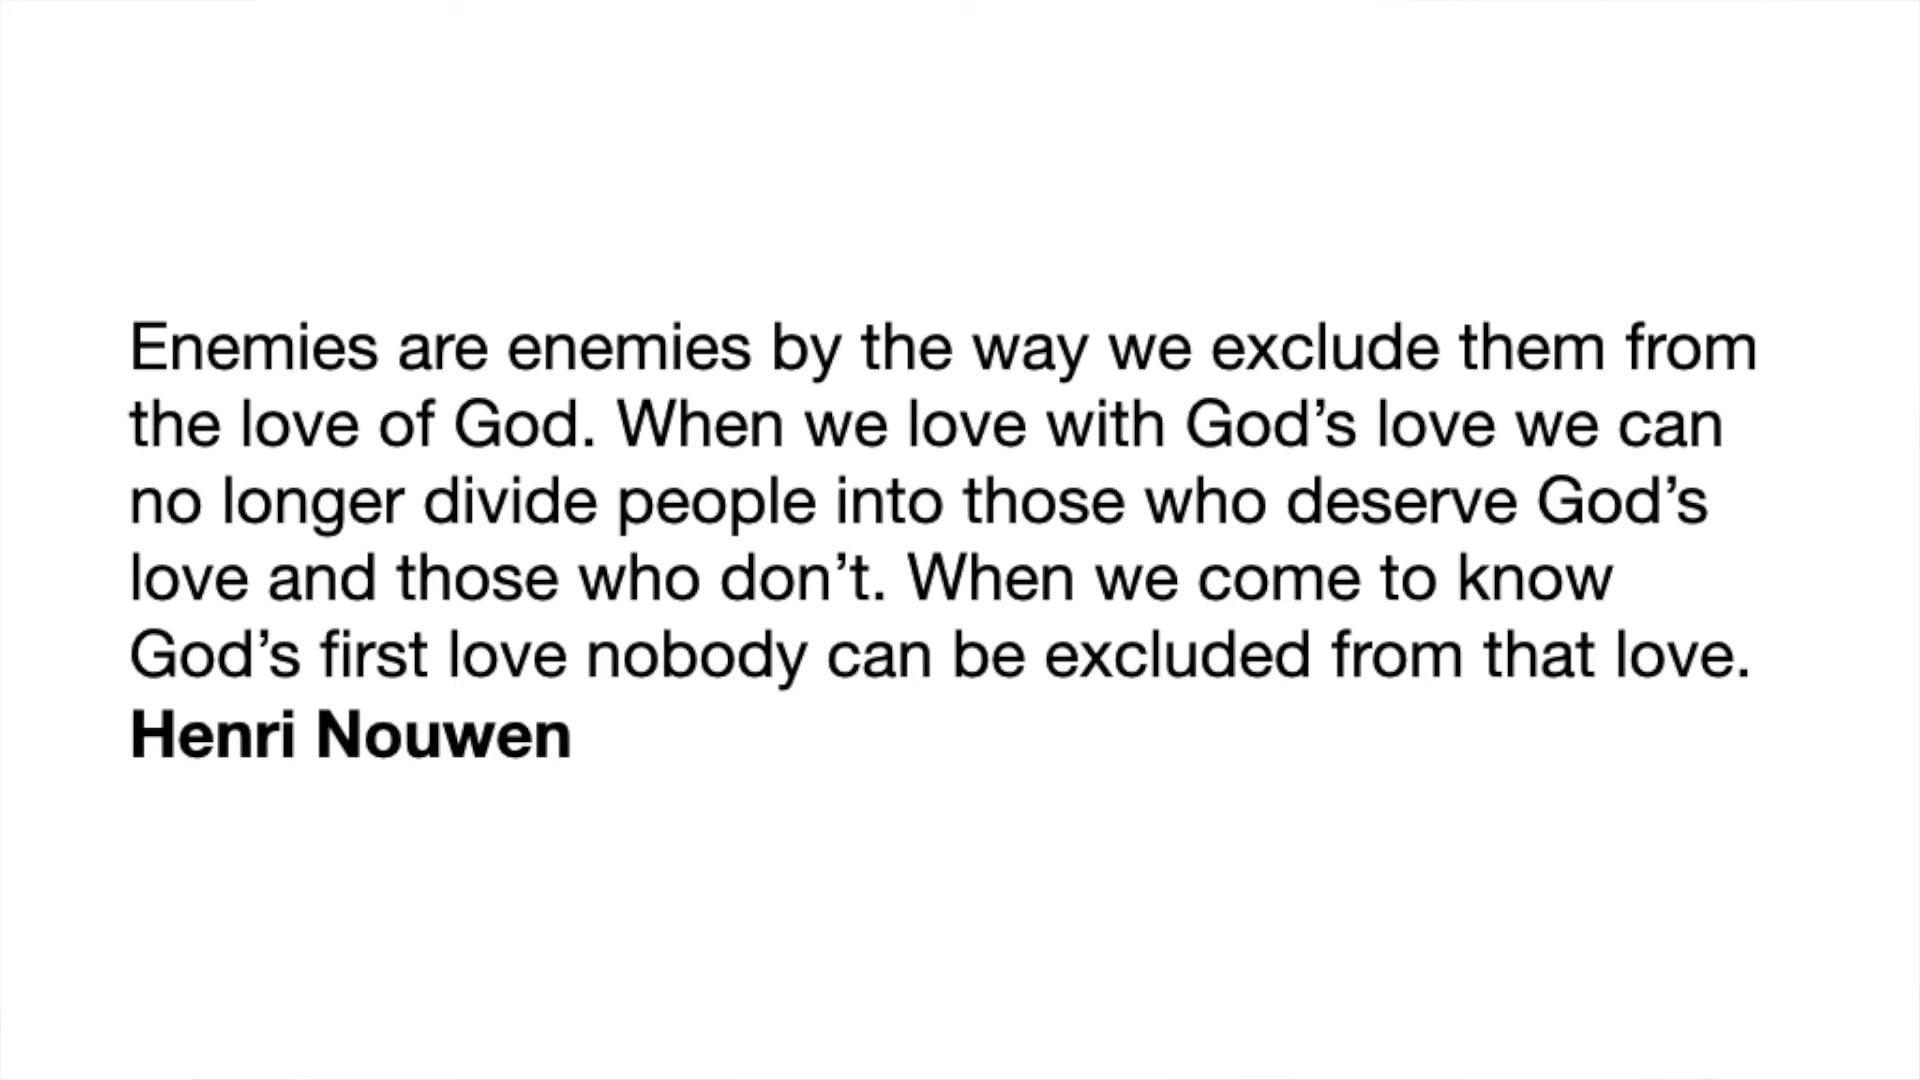 Enemies are enemies by the way we exclude them from
the love of God. When we love with God’s love we can
no longer divide people into those who deserve God’s
love and those who don’t. When we come to know
God’s first love nobody can be excluded from that love.
Henri Nouwen